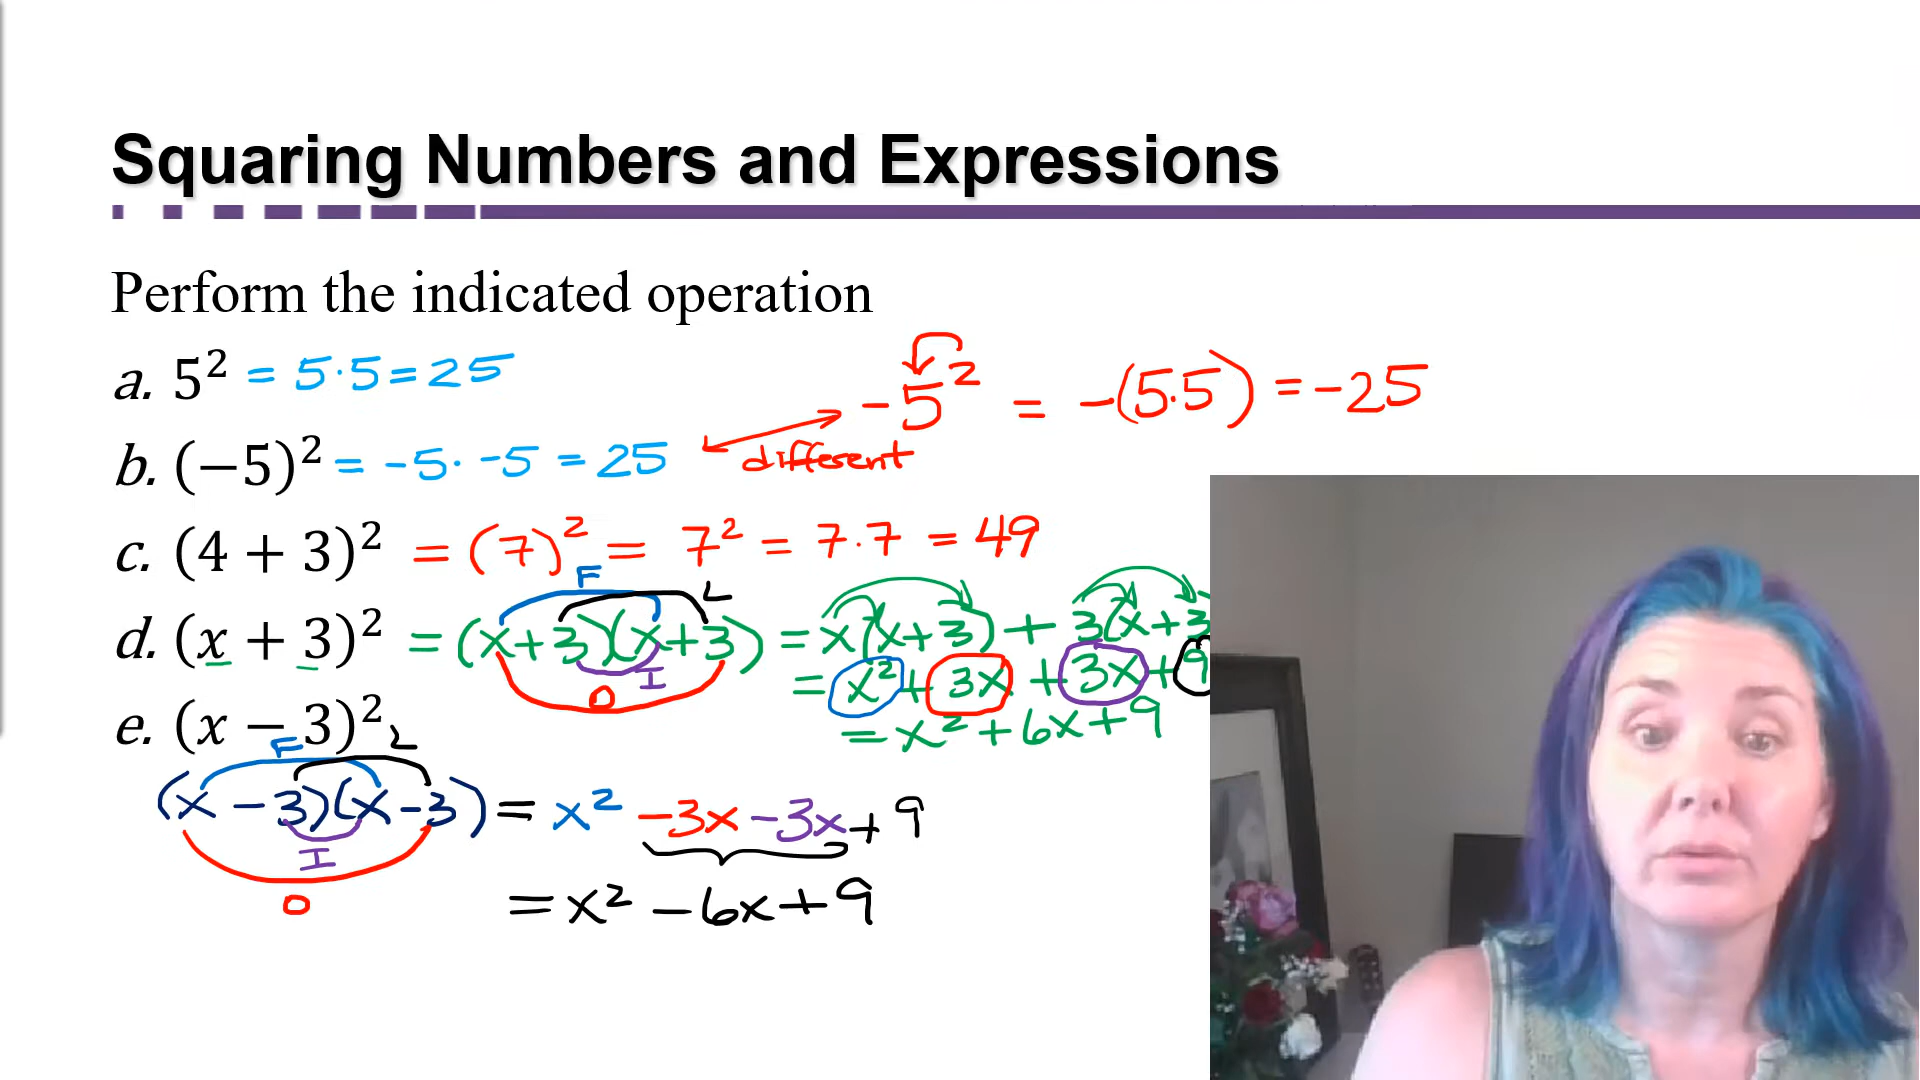 Squaring Numbers and Expressions
Perform the indicated operation
a. 5² = 5·5 = 25
-5² = -(5·5) = -25
b. (−5)² = -5· -5 = 25
different
c. (4 + 3)² = (7)² = 7² = 7.7 = 49
F L
d. (x + 3)² = (x+3)(x+3) = x(x+3) + 3(x+3
I
O
= x² + 3x + 3x + 9
= x² + 6x + 9
e. (x − 3)²
F L
(x - 3)(x - 3) = x² - 3x - 3x + 9
I
O
= x² - 6x + 9